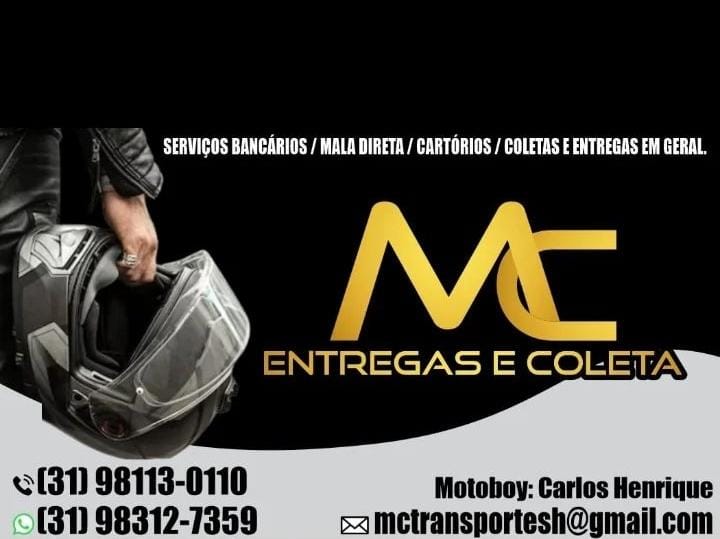 SERVIÇOS BANCÁRIOS / MALA DIRETA / CARTÓRIOS / COLETAS E ENTREGAS EM GERAL.
MC
ENTREGAS E COLETA
(31) 98113-0110
Motoboy: Carlos Henrique
(31) 98312-7359
mctransportesh@gmail.com